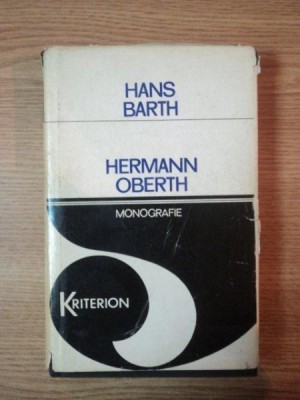 HANS
BARTH
HERMANN
OBERTH
MONOGRAFIE
KRITERION